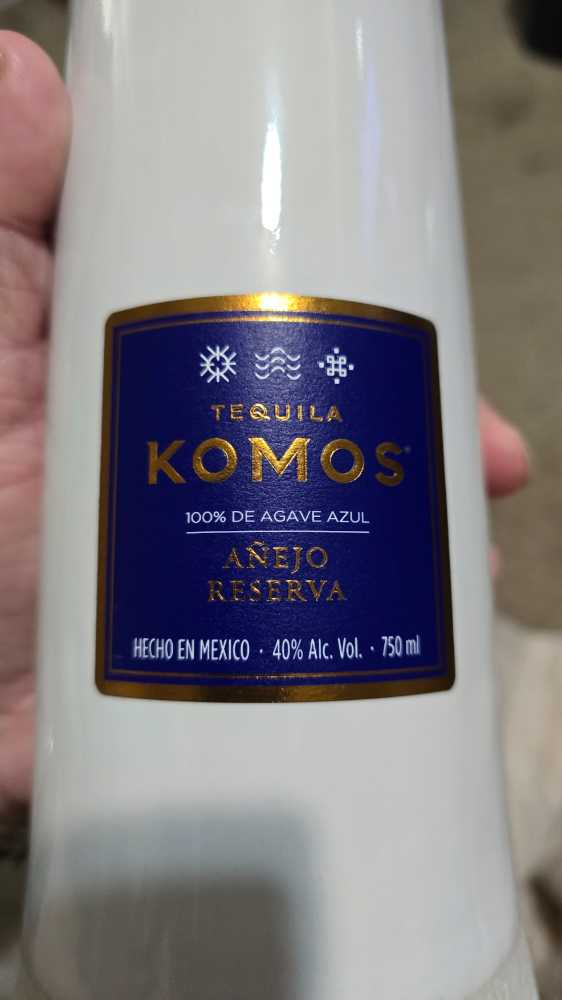 TEQUILA
KOMOS®
100% DE AGAVE AZUL
AÑEJO
RESERVA
HECHO EN MEXICO · 40% Alc. Vol. · 750 ml